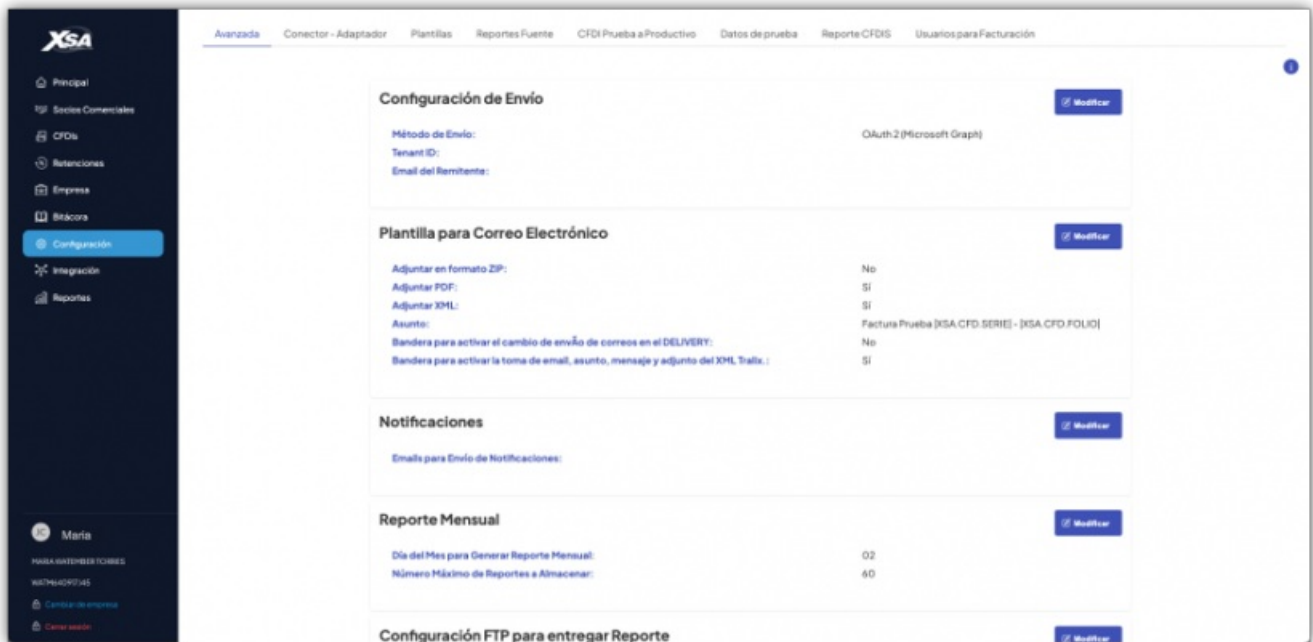 XSA
Principal
Socios Comerciales
CFDIs
Retenciones
Empresa
Bitácora
Configuración
Integración
Reportes
JC
Maria
MARIA WATEMBER TORRES
WATM640917J45
Cambiar de empresa
Cerrar sesión
Avanzada Conector - Adaptador Plantillas Reportes Fuente CFDI Prueba a Productivo Datos de prueba Reporte CFDIS Usuarios para Facturación
Configuración de Envío Modificar
Método de Envío: OAuth 2 (Microsoft Graph)
Tenant ID:
Email del Remitente:
Plantilla para Correo Electrónico Modificar
Adjuntar en formato ZIP: No
Adjuntar PDF: Sí
Adjuntar XML: Sí
Asunto: Factura Prueba [XSA.CFD.SERIE] - [XSA.CFD.FOLIO]
Bandera para activar el cambio de envÃo de correos en el DELIVERY: No
Bandera para activar la toma de email, asunto, mensaje y adjunto del XML Tralix.: Sí
Notificaciones Modificar
Emails para Envío de Notificaciones:
Reporte Mensual Modificar
Día del Mes para Generar Reporte Mensual: 02
Número Máximo de Reportes a Almacenar: 60
Configuración FTP para entregar Reporte Modificar